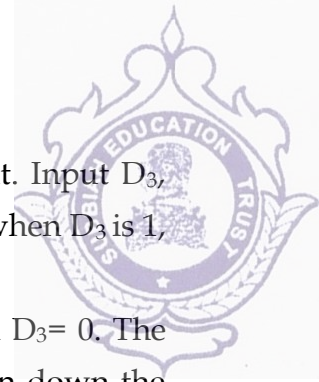 EDUCATION TRUST
t. Input D₃,
when D₃ is 1,
D₃= 0. The
n down the